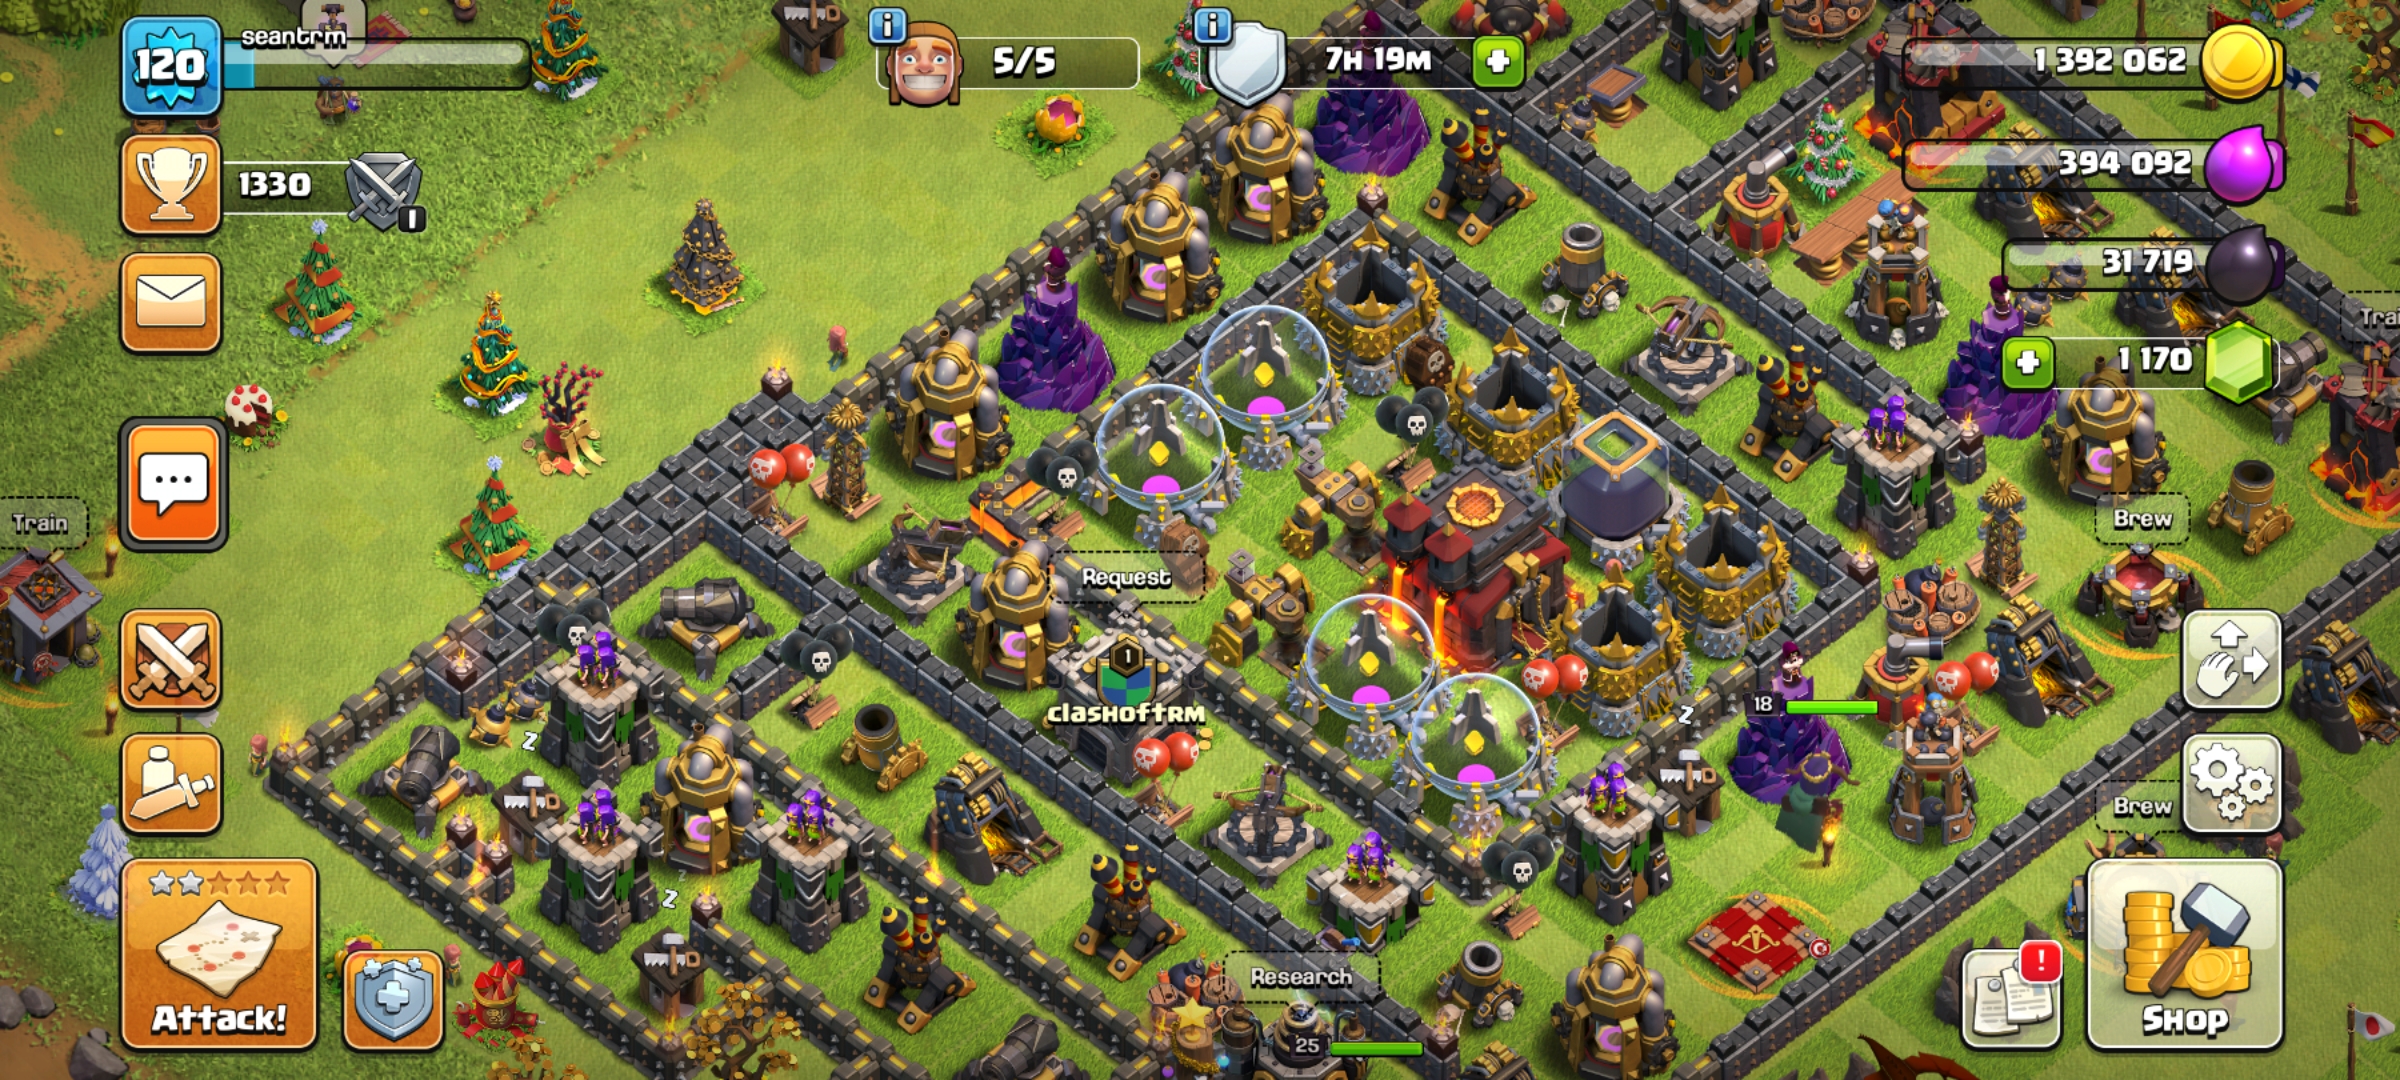 120
seantrm
5/5
7H 19M
1 392 062
1330
I
394 092
31 719
1 170
Train
Brew
Request
1
clashoftrm
18
Z
Z
Z
Brew
Attack!
Research
25
!
Shop